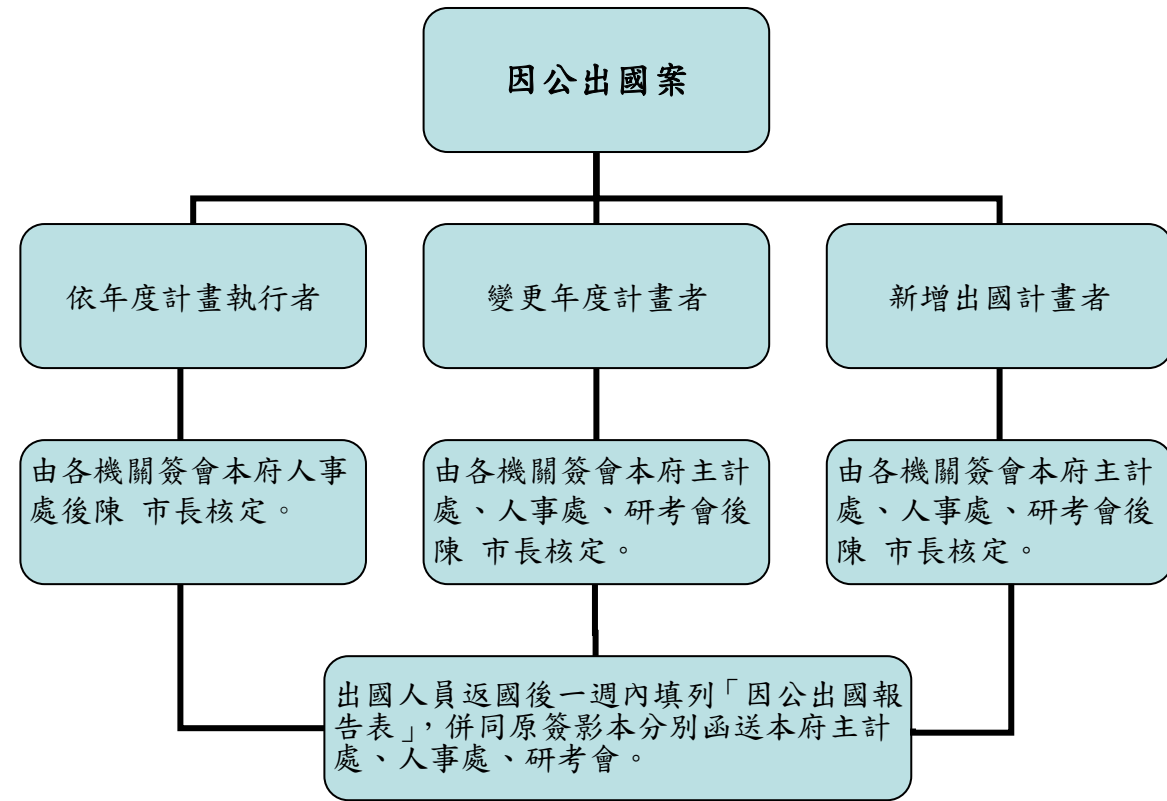 因公出國案
依年度計畫執行者
變更年度計畫者
新增出國計畫者
由各機關簽會本府人事
處後陳 市長核定。
由各機關簽會本府主計
處、人事處、研考會後
陳 市長核定。
由各機關簽會本府主計
處、人事處、研考會後
陳 市長核定。
出國人員返國後一週內填列「因公出國報
告表」,併同原簽影本分別函送本府主計
處、人事處、研考會。